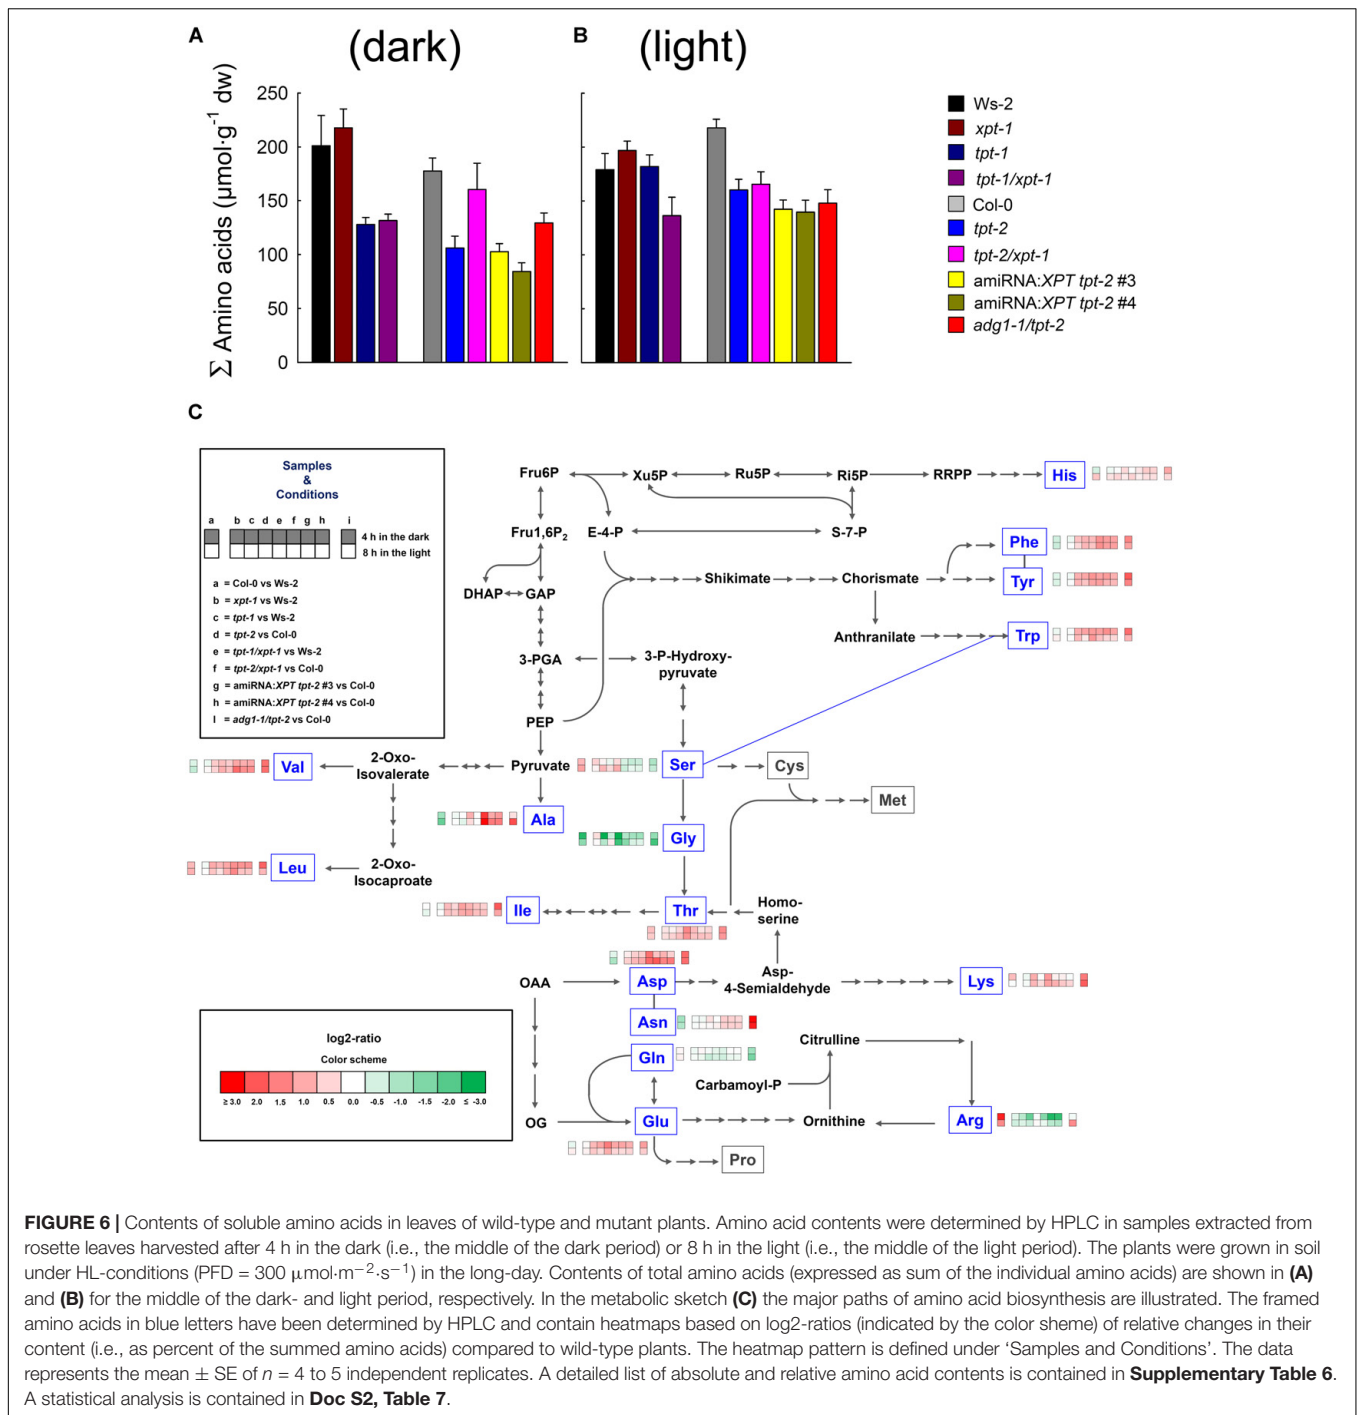 A
(dark)
B
(light)
Σ Amino acids (µmol·g⁻¹ dw)
250
200
150
100
50
0
Ws-2
xpt-1
tpt-1
tpt-1/xpt-1
Col-0
tpt-2
tpt-2/xpt-1
amiRNA:XPT tpt-2 #3
amiRNA:XPT tpt-2 #4
adg1-1/tpt-2
C
Samples
&
Conditions
a b c d e f g h i
4 h in the dark
8 h in the light
a = Col-0 vs Ws-2
b = xpt-1 vs Ws-2
c = tpt-1 vs Ws-2
d = tpt-2 vs Col-0
e = tpt-1/xpt-1 vs Ws-2
f = tpt-2/xpt-1 vs Col-0
g = amiRNA:XPT tpt-2 #3 vs Col-0
h = amiRNA:XPT tpt-2 #4 vs Col-0
I = adg1-1/tpt-2 vs Col-0
Fru6P
Xu5P
Ru5P
Ri5P
RRPP
His
Fru1,6P₂
E-4-P
S-7-P
Phe
DHAP
GAP
Shikimate
Chorismate
Tyr
Anthranilate
Trp
3-PGA
3-P-Hydroxy-
pyruvate
PEP
Val
2-Oxo-
Isovalerate
Pyruvate
Ser
Cys
Met
Ala
Gly
Leu
2-Oxo-
Isocaproate
Ile
Thr
Homo-
serine
OAA
Asp
Asp-
4-Semialdehyde
Lys
Asn
log2-ratio
Color scheme
≥ 3.0 2.0 1.5 1.0 0.5 0.0 -0.5 -1.0 -1.5 -2.0 ≤ -3.0
Gln
Citrulline
Carbamoyl-P
OG
Glu
Ornithine
Arg
Pro
FIGURE 6 | Contents of soluble amino acids in leaves of wild-type and mutant plants. Amino acid contents were determined by HPLC in samples extracted from
rosette leaves harvested after 4 h in the dark (i.e., the middle of the dark period) or 8 h in the light (i.e., the middle of the light period). The plants were grown in soil
under HL-conditions (PFD = 300 µmol·m⁻²·s⁻¹) in the long-day. Contents of total amino acids (expressed as sum of the individual amino acids) are shown in (A)
and (B) for the middle of the dark- and light period, respectively. In the metabolic sketch (C) the major paths of amino acid biosynthesis are illustrated. The framed
amino acids in blue letters have been determined by HPLC and contain heatmaps based on log2-ratios (indicated by the color sheme) of relative changes in their
content (i.e., as percent of the summed amino acids) compared to wild-type plants. The heatmap pattern is defined under ‘Samples and Conditions’. The data
represents the mean ± SE of n = 4 to 5 independent replicates. A detailed list of absolute and relative amino acid contents is contained in Supplementary Table 6.
A statistical analysis is contained in Doc S2, Table 7.